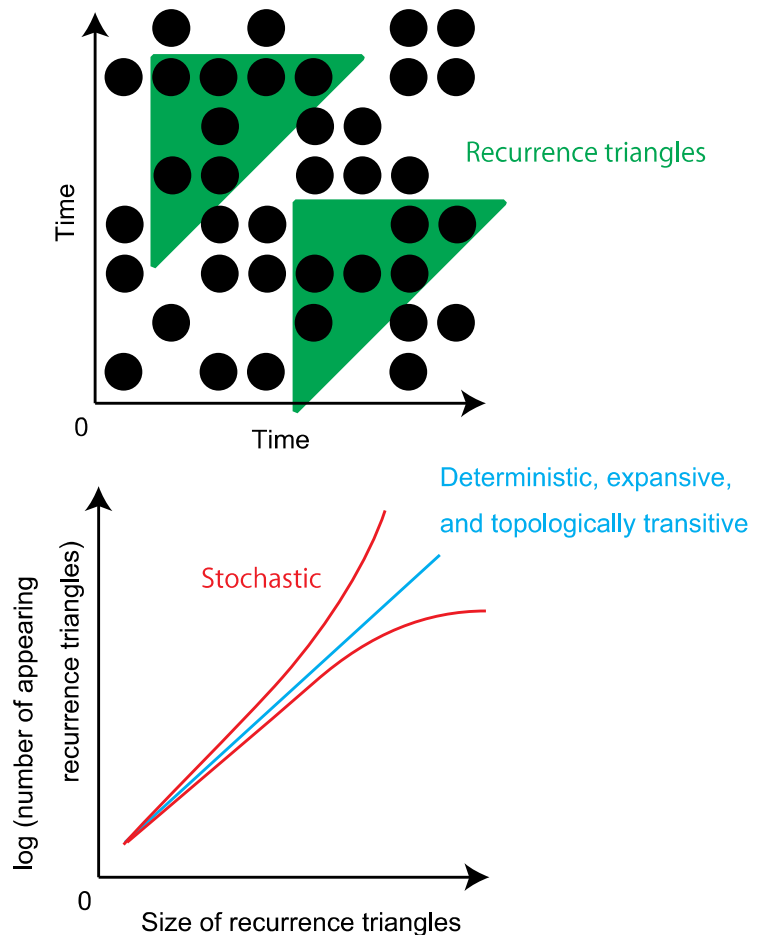 Time
Recurrence triangles
0
Time
Deterministic, expansive,
and topologically transitive
Stochastic
log (number of appearing
recurrence triangles)
0
Size of recurrence triangles